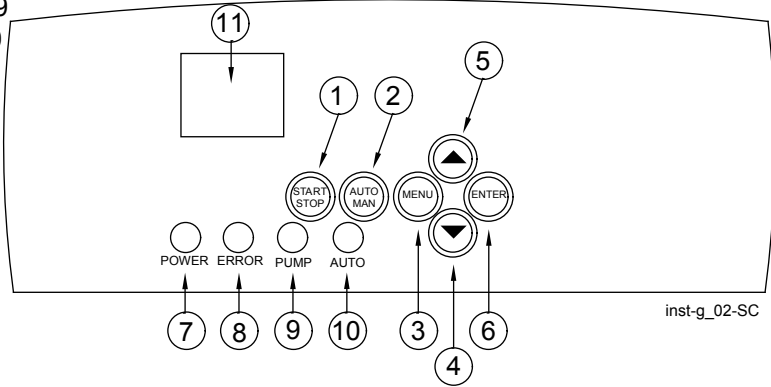 9
11
5
1
2
START
STOP
AUTO
MAN
MENU
ENTER
POWER
ERROR
PUMP
AUTO
inst-g_02-SC
7
8
9
10
3
6
4